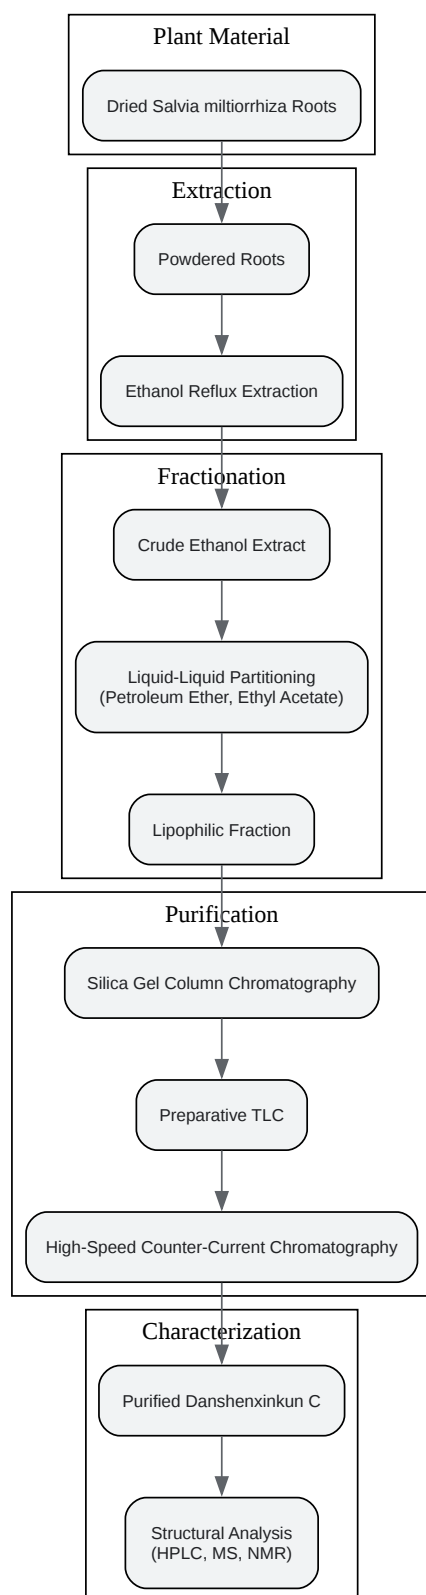 Plant Material
Dried Salvia miltiorrhiza Roots
Extraction
Powdered Roots
Ethanol Reflux Extraction
Fractionation
Crude Ethanol Extract
Liquid-Liquid Partitioning
(Petroleum Ether, Ethyl Acetate)
Lipophilic Fraction
Purification
Silica Gel Column Chromatography
Preparative TLC
High-Speed Counter-Current Chromatography
Characterization
Purified Danshenxinkun C
Structural Analysis
(HPLC, MS, NMR)